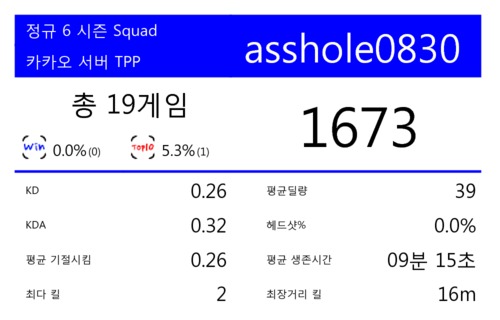 정규 6 시즌 Squad
카카오 서버 TPP
asshole0830
총 19게임
Win 0.0%(0) Top10 5.3%(1)
1673
KD 0.26
평균딜량 39
KDA 0.32
헤드샷% 0.0%
평균 기절시킴 0.26
평균 생존시간 09분 15초
최다 킬 2
최장거리 킬 16m